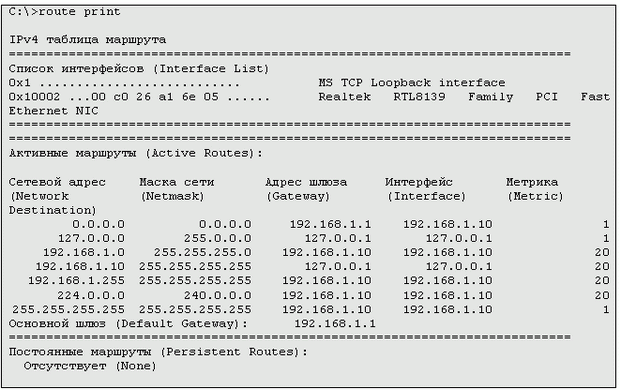 C:\>route print
IPv4 таблица маршрута
===========================================================================
Список интерфейсов (Interface List)
0x1 ........................... MS TCP Loopback interface
0x10002 ...00 c0 26 a1 6e 05 ...... Realtek RTL8139 Family PCI Fast
Ethernet NIC
===========================================================================
===========================================================================
Активные маршруты (Active Routes):
Сетевой адрес Маска сети Адрес шлюза Интерфейс Метрика
(Network (Netmask) (Gateway) (Interface) (Metric)
Destination)
0.0.0.0 0.0.0.0 192.168.1.1 192.168.1.10 1
127.0.0.0 255.0.0.0 127.0.0.1 127.0.0.1 1
192.168.1.0 255.255.255.0 192.168.1.10 192.168.1.10 20
192.168.1.10 255.255.255.255 127.0.0.1 127.0.0.1 20
192.168.1.255 255.255.255.255 192.168.1.10 192.168.1.10 20
224.0.0.0 240.0.0.0 192.168.1.10 192.168.1.10 20
255.255.255.255 255.255.255.255 192.168.1.10 192.168.1.10 1
Основной шлюз (Default Gateway): 192.168.1.1
===========================================================================
Постоянные маршруты (Persistent Routes):
Отсутствует (None)